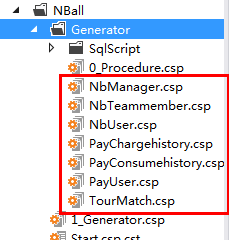 NBall
Generator
SqlScript
0_Procedure.csp
NbManager.csp
NbTeammember.csp
NbUser.csp
PayChargehistory.csp
PayConsumehistory.csp
PayUser.csp
TourMatch.csp
1_Generator.csp
Start.csp.cst